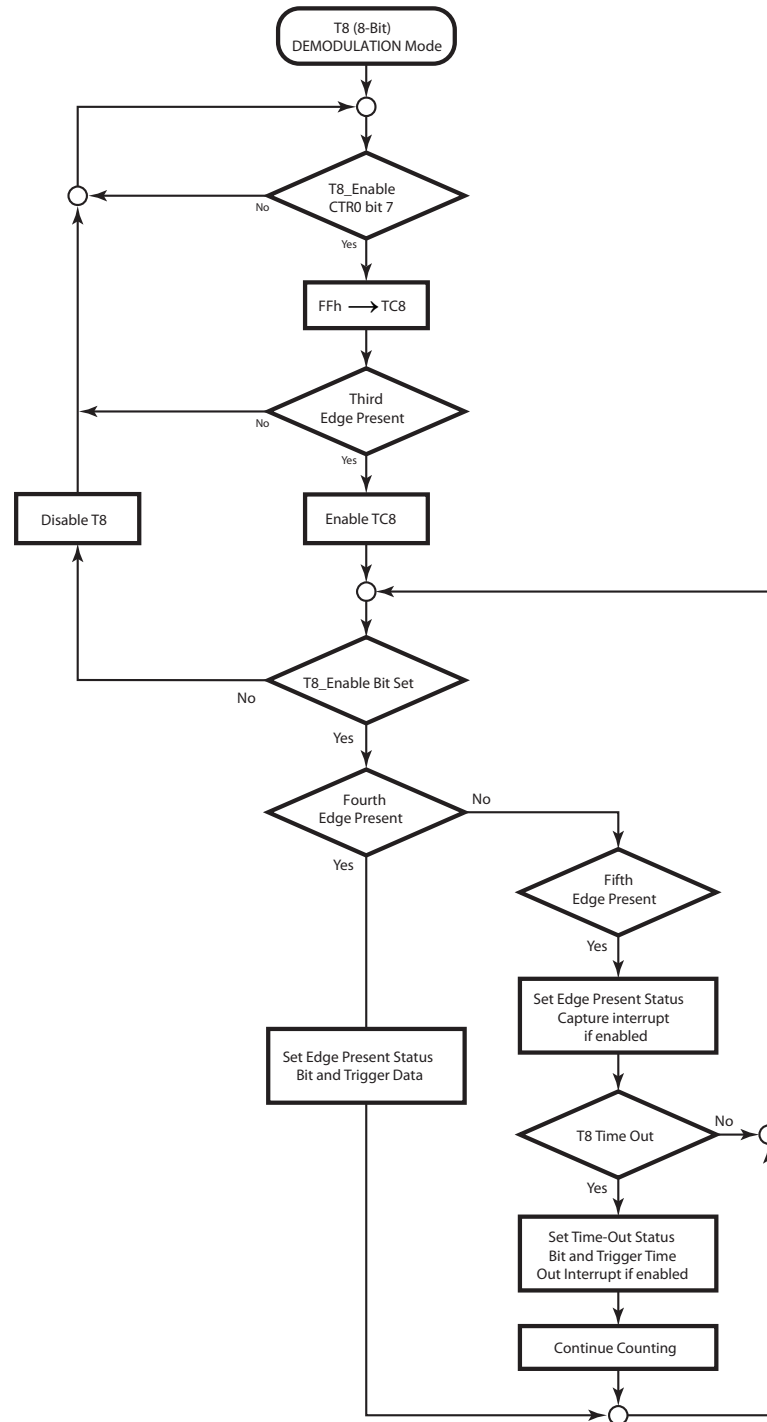 T8 (8-Bit)
DEMODULATION Mode
T8_Enable
CTR0 bit 7
No
Yes
FFh → TC8
Third
Edge Present
No
Yes
Disable T8
Enable TC8
T8_Enable Bit Set
No
Yes
Fourth
Edge Present
No
Yes
Fifth
Edge Present
Yes
Set Edge Present Status
Capture interrupt
if enabled
Set Edge Present Status
Bit and Trigger Data
T8 Time Out
No
Yes
Set Time-Out Status
Bit and Trigger Time
Out Interrupt if enabled
Continue Counting